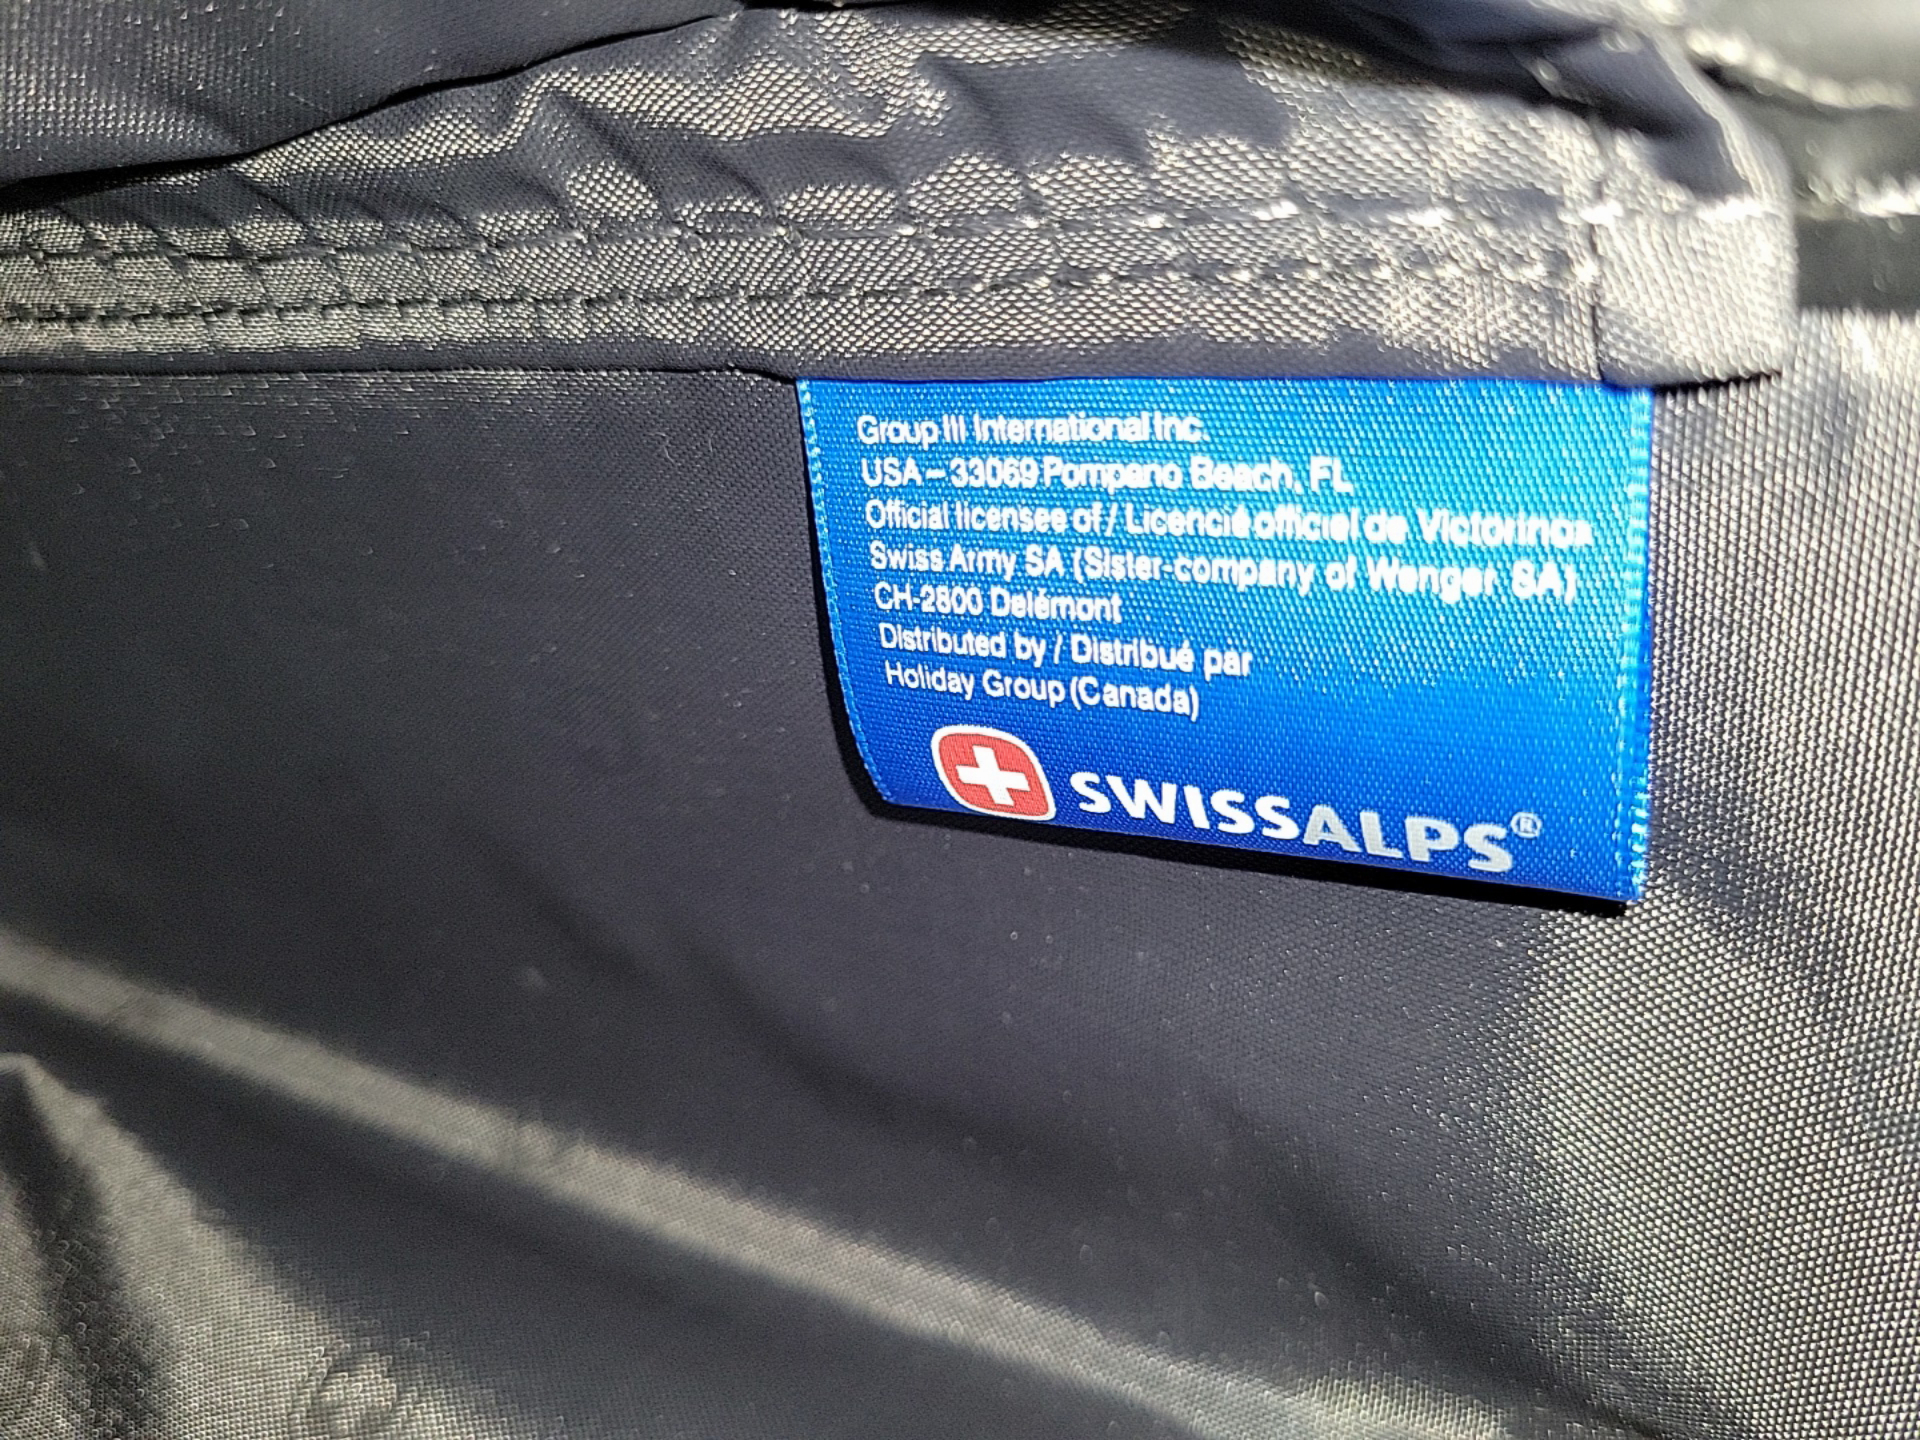 Group III International Inc.
USA – 33069 Pompano Beach, FL
Official licensee of / Licencié officiel de Victorinox
Swiss Army SA (Sister-company of Wenger SA)
CH-2800 Delémont
Distributed by / Distribué par
Holiday Group (Canada)
SWISSALPS®